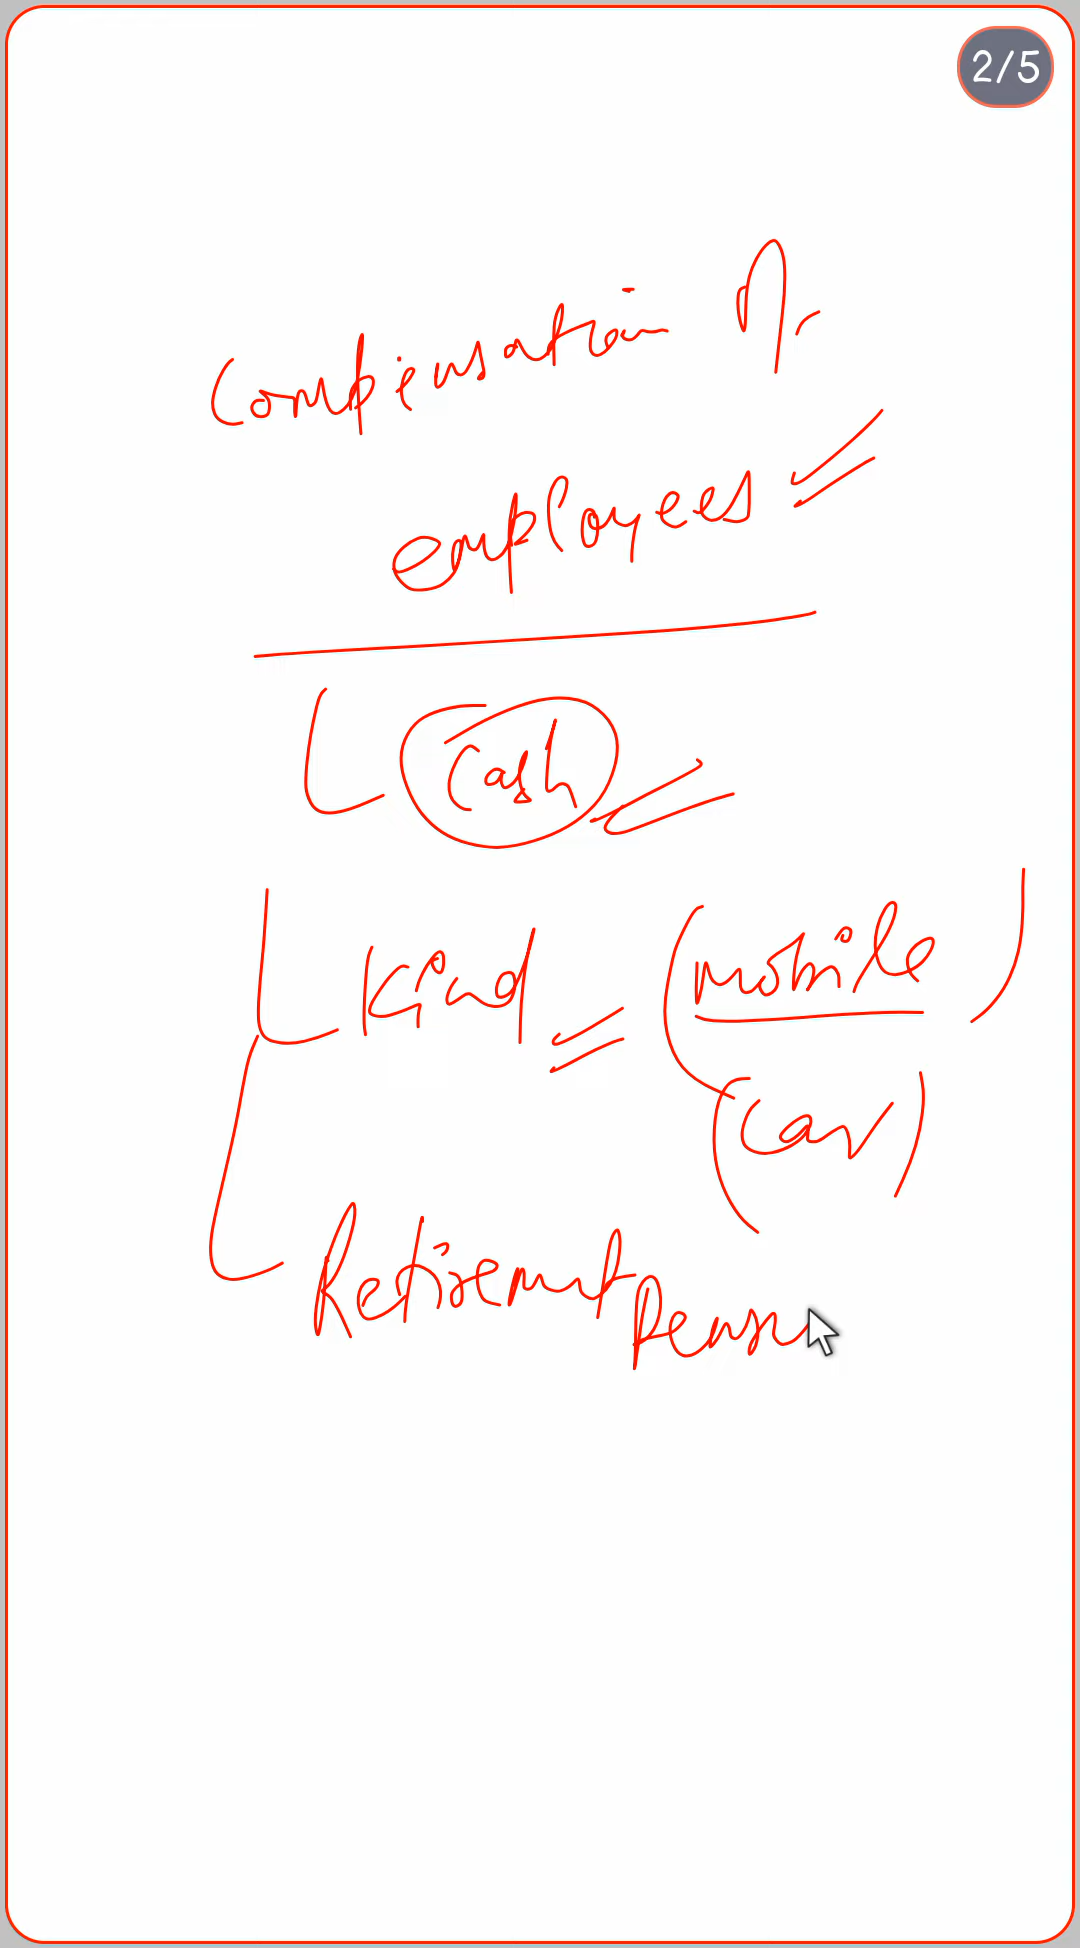 2/5
Compensation of
employees
Cash
Kind (mobile)
(car)
Retirement